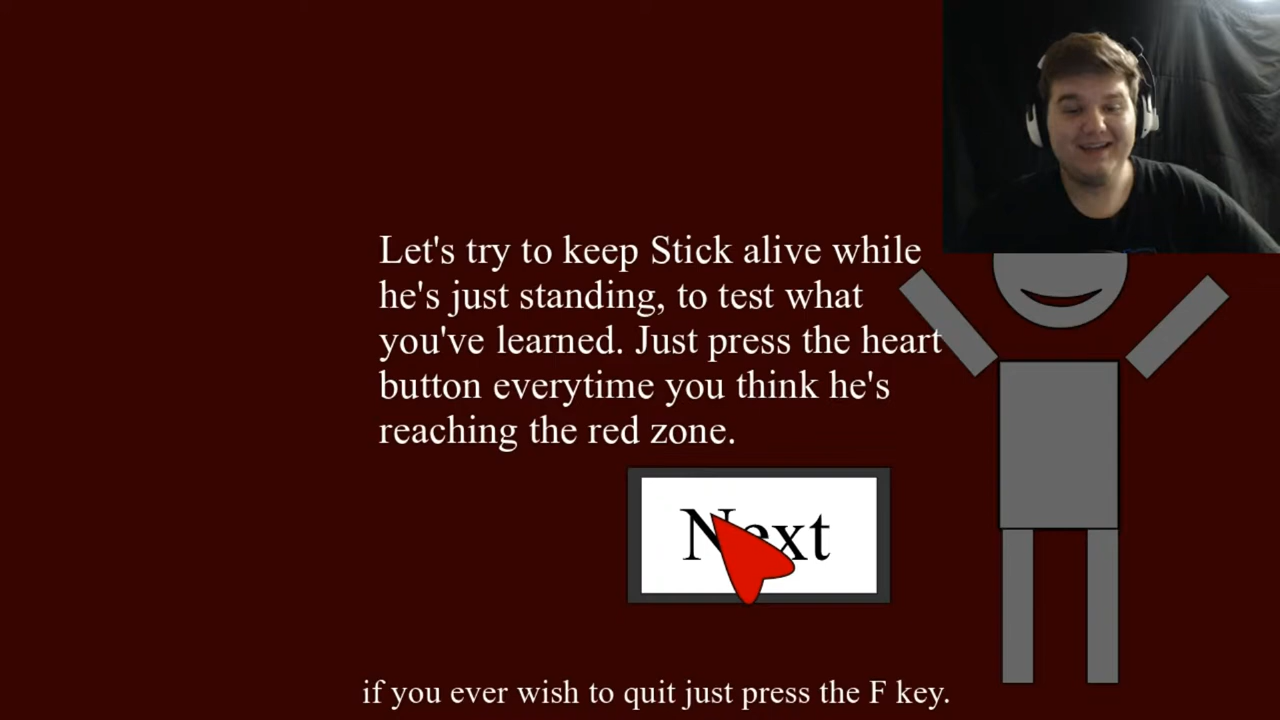 Let's try to keep Stick alive while
he's just standing, to test what
you've learned. Just press the heart
button everytime you think he's
reaching the red zone.
Next
if you ever wish to quit just press the F key.